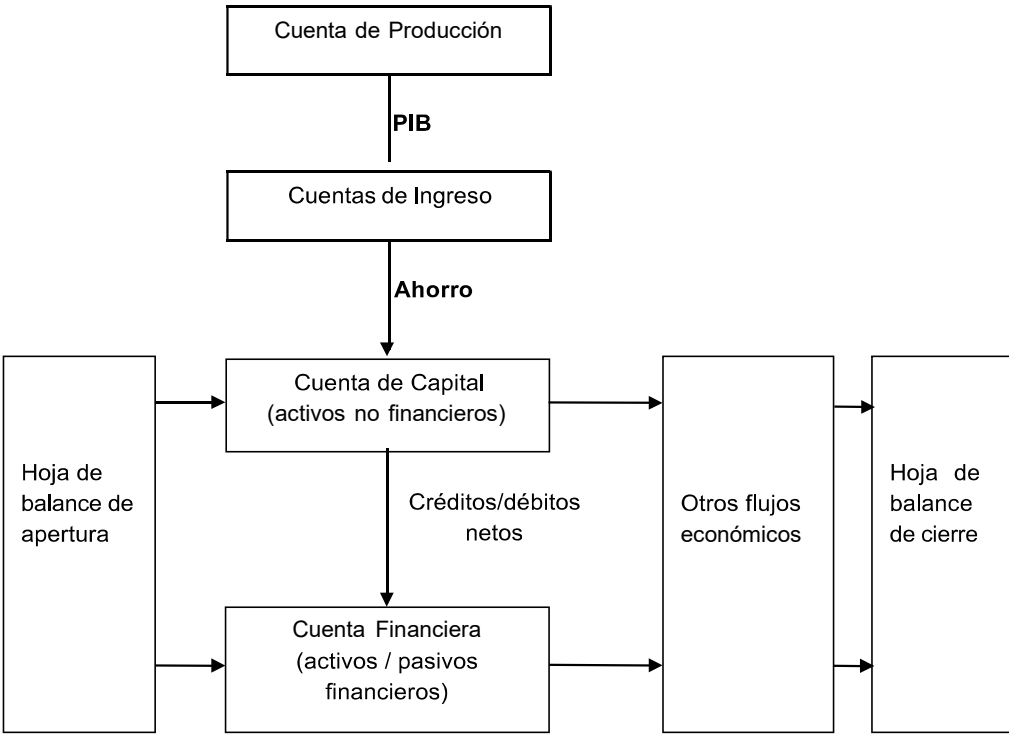 Cuenta de Producción
PIB
Cuentas de Ingreso
Ahorro
Hoja de
balance de
apertura
Cuenta de Capital
(activos no financieros)
Créditos/débitos
netos
Cuenta Financiera
(activos / pasivos
financieros)
Otros flujos
económicos
Hoja de
balance
de cierre